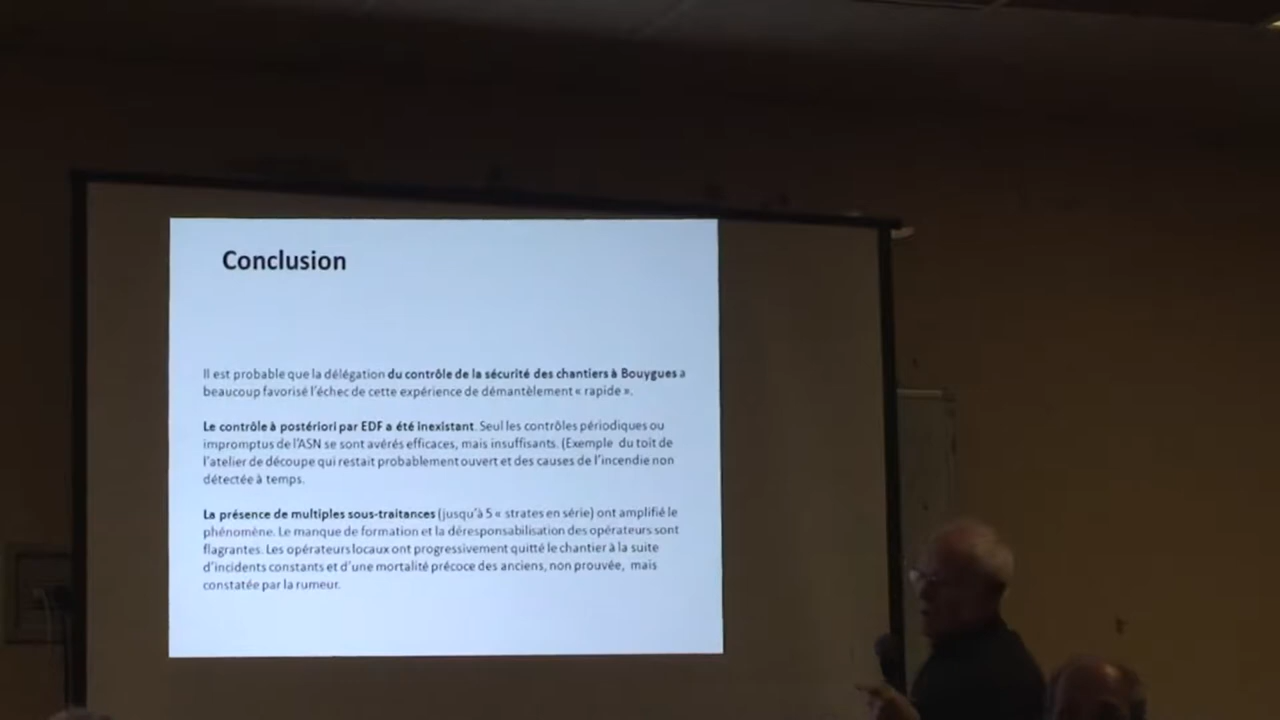 Conclusion
Il est probable que la délégation du contrôle de la sécurité des chantiers à Bouygues a
beaucoup favorisé l'échec de cette expérience de démantèlement « rapide ».
Le contrôle à postériori par EDF a été inexistant. Seul les contrôles périodiques ou
impromptus de l'ASN se sont avérés efficaces, mais insuffisants. (Exemple du toit de
l'atelier de découpe qui restait probablement ouvert et des causes de l'incendie non
détectée à temps.
La présence de multiples sous-traitances (jusqu'à 5 « strates en série) ont amplifié le
phénomène. Le manque de formation et la déresponsabilisation des opérateurs sont
flagrantes. Les opérateurs locaux ont progressivement quitté le chantier à la suite
d'incidents constants et d'une mortalité précoce des anciens, non prouvée, mais
constatée par la rumeur.